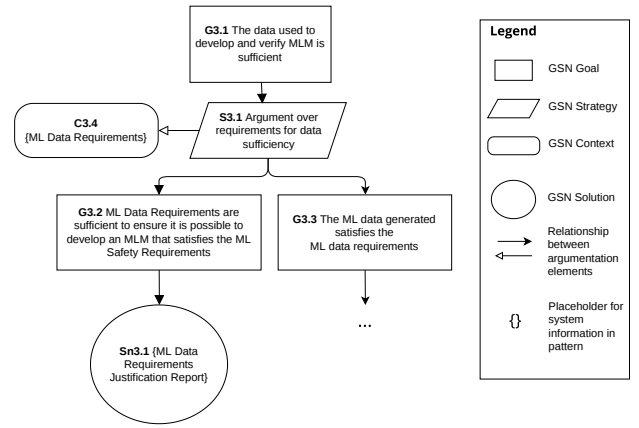 G3.1 The data used to
develop and verify MLM is
sufficient
C3.4
{ML Data Requirements}
S3.1 Argument over
requirements for data
sufficiency
G3.2 ML Data Requirements are
sufficient to ensure it is possible to
develop an MLM that satisfies the ML
Safety Requirements
G3.3 The ML data generated
satisfies the
ML data requirements
Sn3.1 {ML Data
Requirements
Justification Report}
...
Legend
GSN Goal
GSN Strategy
GSN Context
GSN Solution
Relationship
between
argumentation
elements
{}
Placeholder for
system
information in
pattern